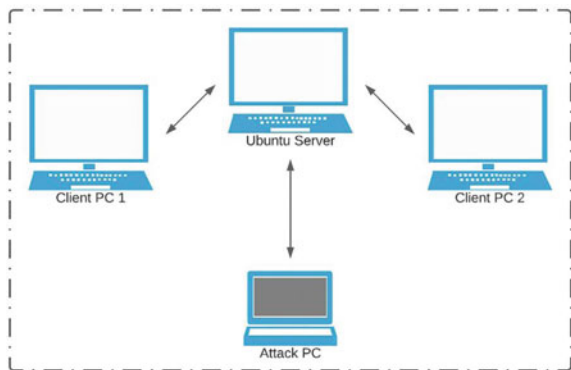 Ubuntu Server
Client PC 1
Client PC 2
Attack PC